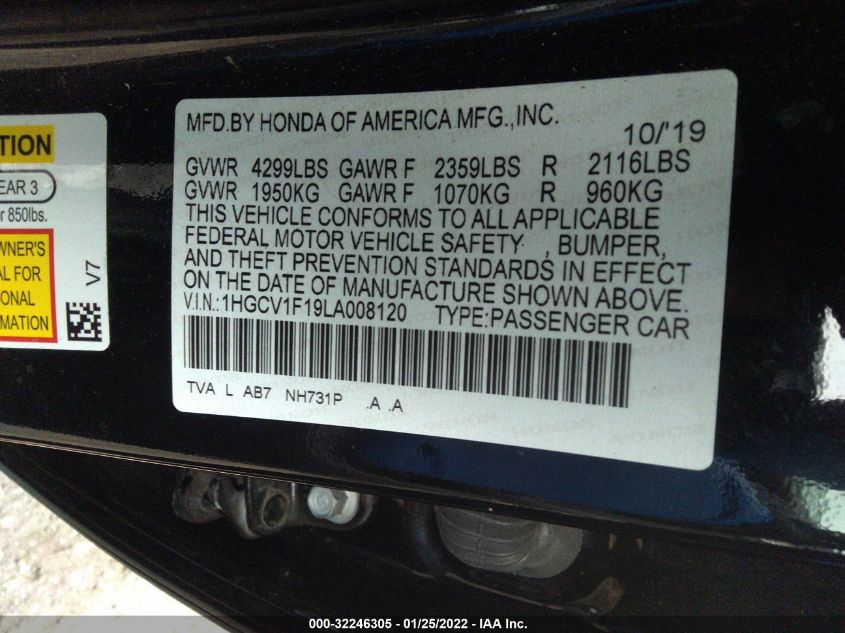 TION
EAR 3
r 850lbs.
WNER'S
AL FOR
ONAL
RMATION
V7
MFD.BY HONDA OF AMERICA MFG.,INC.
10/'19
GVWR 4299LBS GAWR F 2359LBS R 2116LBS
GVWR 1950KG GAWR F 1070KG R 960KG
THIS VEHICLE CONFORMS TO ALL APPLICABLE
FEDERAL MOTOR VEHICLE SAFETY , BUMPER,
AND THEFT PREVENTION STANDARDS IN EFFECT
ON THE DATE OF MANUFACTURE SHOWN ABOVE.
V.I.N.:1HGCV1F19LA008120 TYPE:PASSENGER CAR
TVA L AB7 NH731P .A .A
000-32246305 - 01/25/2022 - IAA Inc.